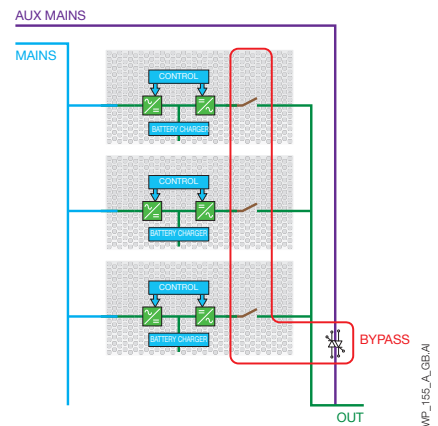 AUX MAINS
MAINS
CONTROL
BATTERY CHARGER
CONTROL
BATTERY CHARGER
CONTROL
BATTERY CHARGER
BYPASS
OUT
WP_155_A_GB.AI